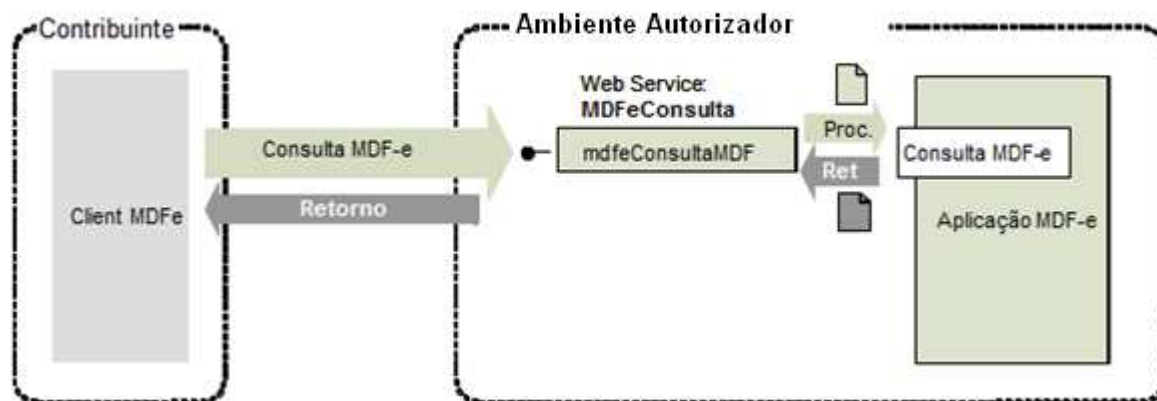 Contribuinte
Ambiente Autorizador
Web Service:
MDFeConsulta
Proc.
Consulta MDF-e
mdfeConsultaMDF
Consulta MDF-e
Ret
Retorno
Client MDFe
Aplicação MDF-e